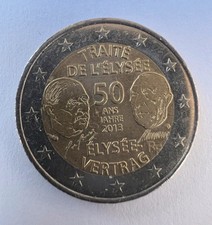 TRAITÉ
DE L'ÉLYSÉE
50
ANS
JAHRE
2013
ÉLYSÉE
VERTRAG